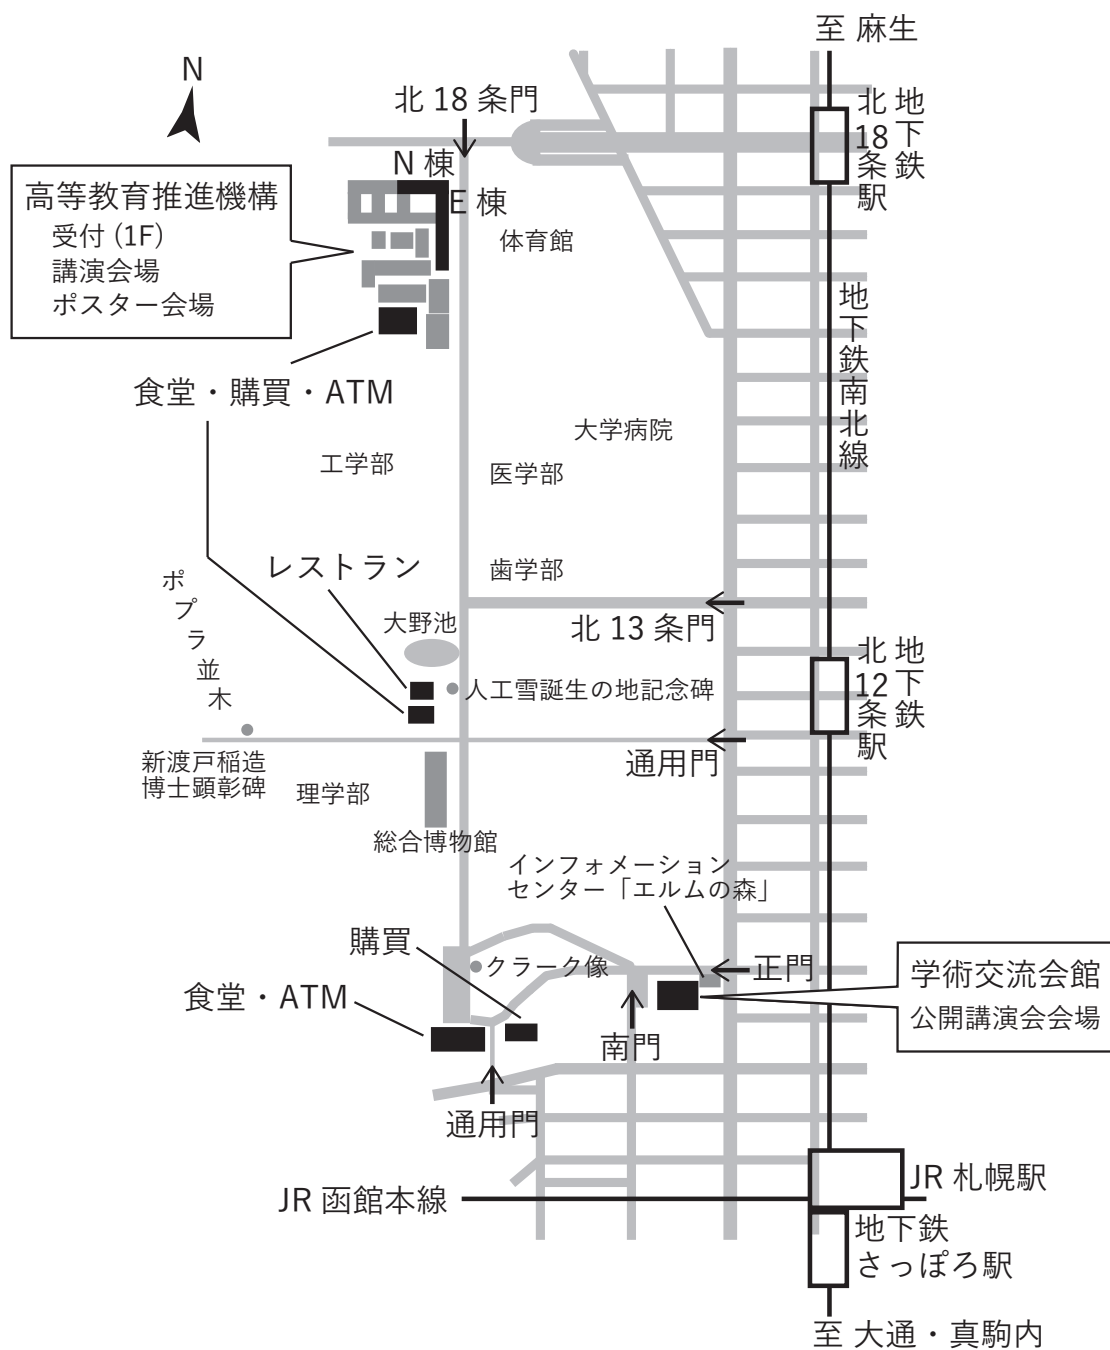 至 麻生
N
北 18 条門
地下鉄
北18条駅
N 棟
E 棟
高等教育推進機構
受付 (1F)
講演会場
ポスター会場
体育館
地下鉄南北線
食堂・購買・ATM
大学病院
工学部
医学部
レストラン
歯学部
ポプラ並木
大野池
北 13 条門
地下鉄
北12条駅
人工雪誕生の地記念碑
新渡戸稲造
博士顕彰碑
通用門
理学部
総合博物館
インフォメーション
センター「エルムの森」
購買
クラーク像
正門
学術交流会館
公開講演会会場
食堂・ATM
南門
通用門
JR 札幌駅
JR 函館本線
地下鉄
さっぽろ駅
至 大通・真駒内